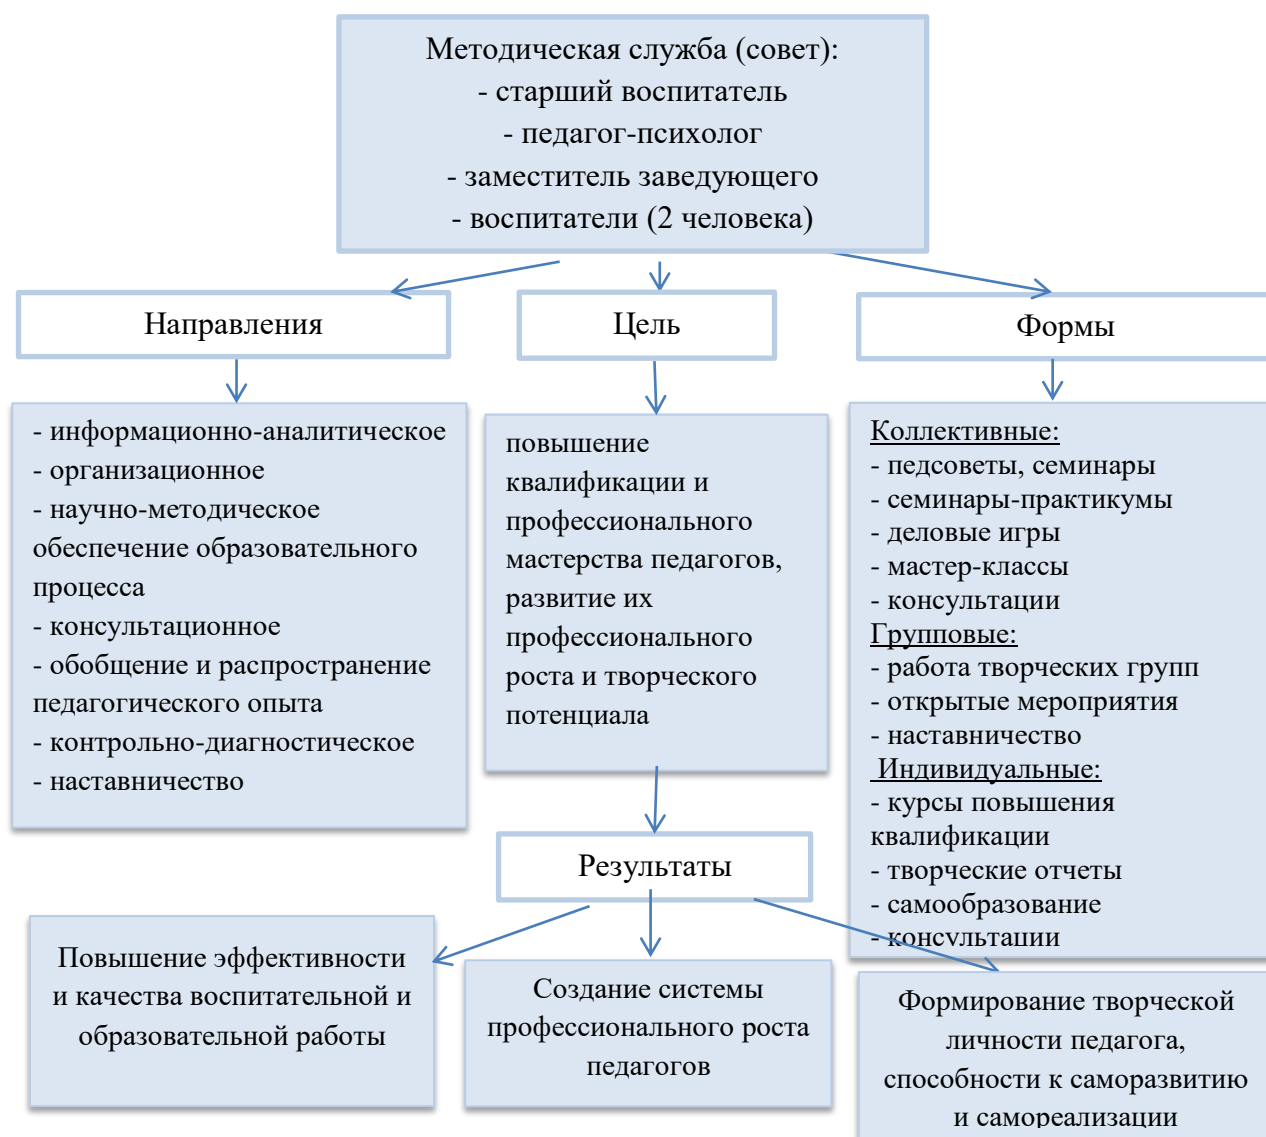 Методическая служба (совет):
- старший воспитатель
- педагог-психолог
- заместитель заведующего
- воспитатели (2 человека)
Направления
Цель
Формы
- информационно-аналитическое
- организационное
- научно-методическое
обеспечение образовательного
процесса
- консультационное
- обобщение и распространение
педагогического опыта
- контрольно-диагностическое
- наставничество
повышение
квалификации и
профессионального
мастерства педагогов,
развитие их
профессионального
роста и творческого
потенциала
Коллективные:
- педсоветы, семинары
- семинары-практикумы
- деловые игры
- мастер-классы
- консультации
Групповые:
- работа творческих групп
- открытые мероприятия
- наставничество
Индивидуальные:
- курсы повышения
квалификации
- творческие отчеты
- самообразование
- консультации
Результаты
Повышение эффективности
и качества воспитательной и
образовательной работы
Создание системы
профессионального роста
педагогов
Формирование творческой
личности педагога,
способности к саморазвитию
и самореализации